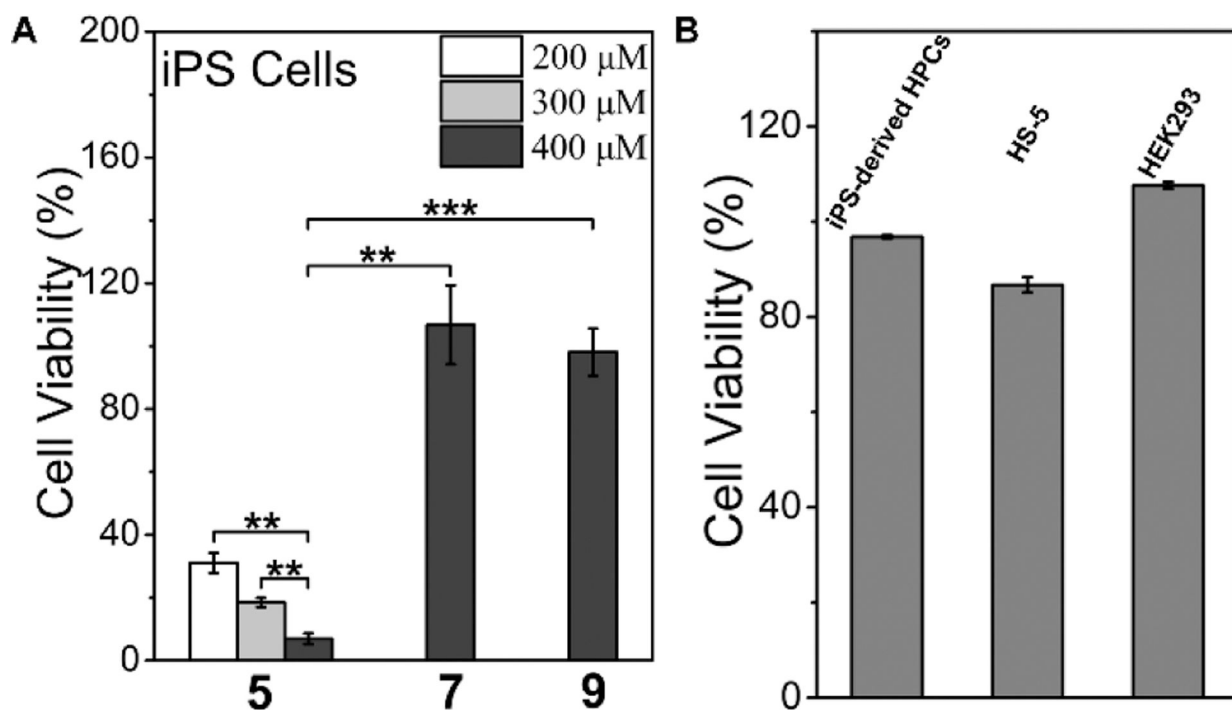 A
iPS Cells
200 μM
300 μM
400 μM
Cell Viability (%)
200
160
120
80
40
0
***
**
**
**
5
7
9
B
iPS-derived HPCs
HS-5
HEK293
Cell Viability (%)
120
80
40
0